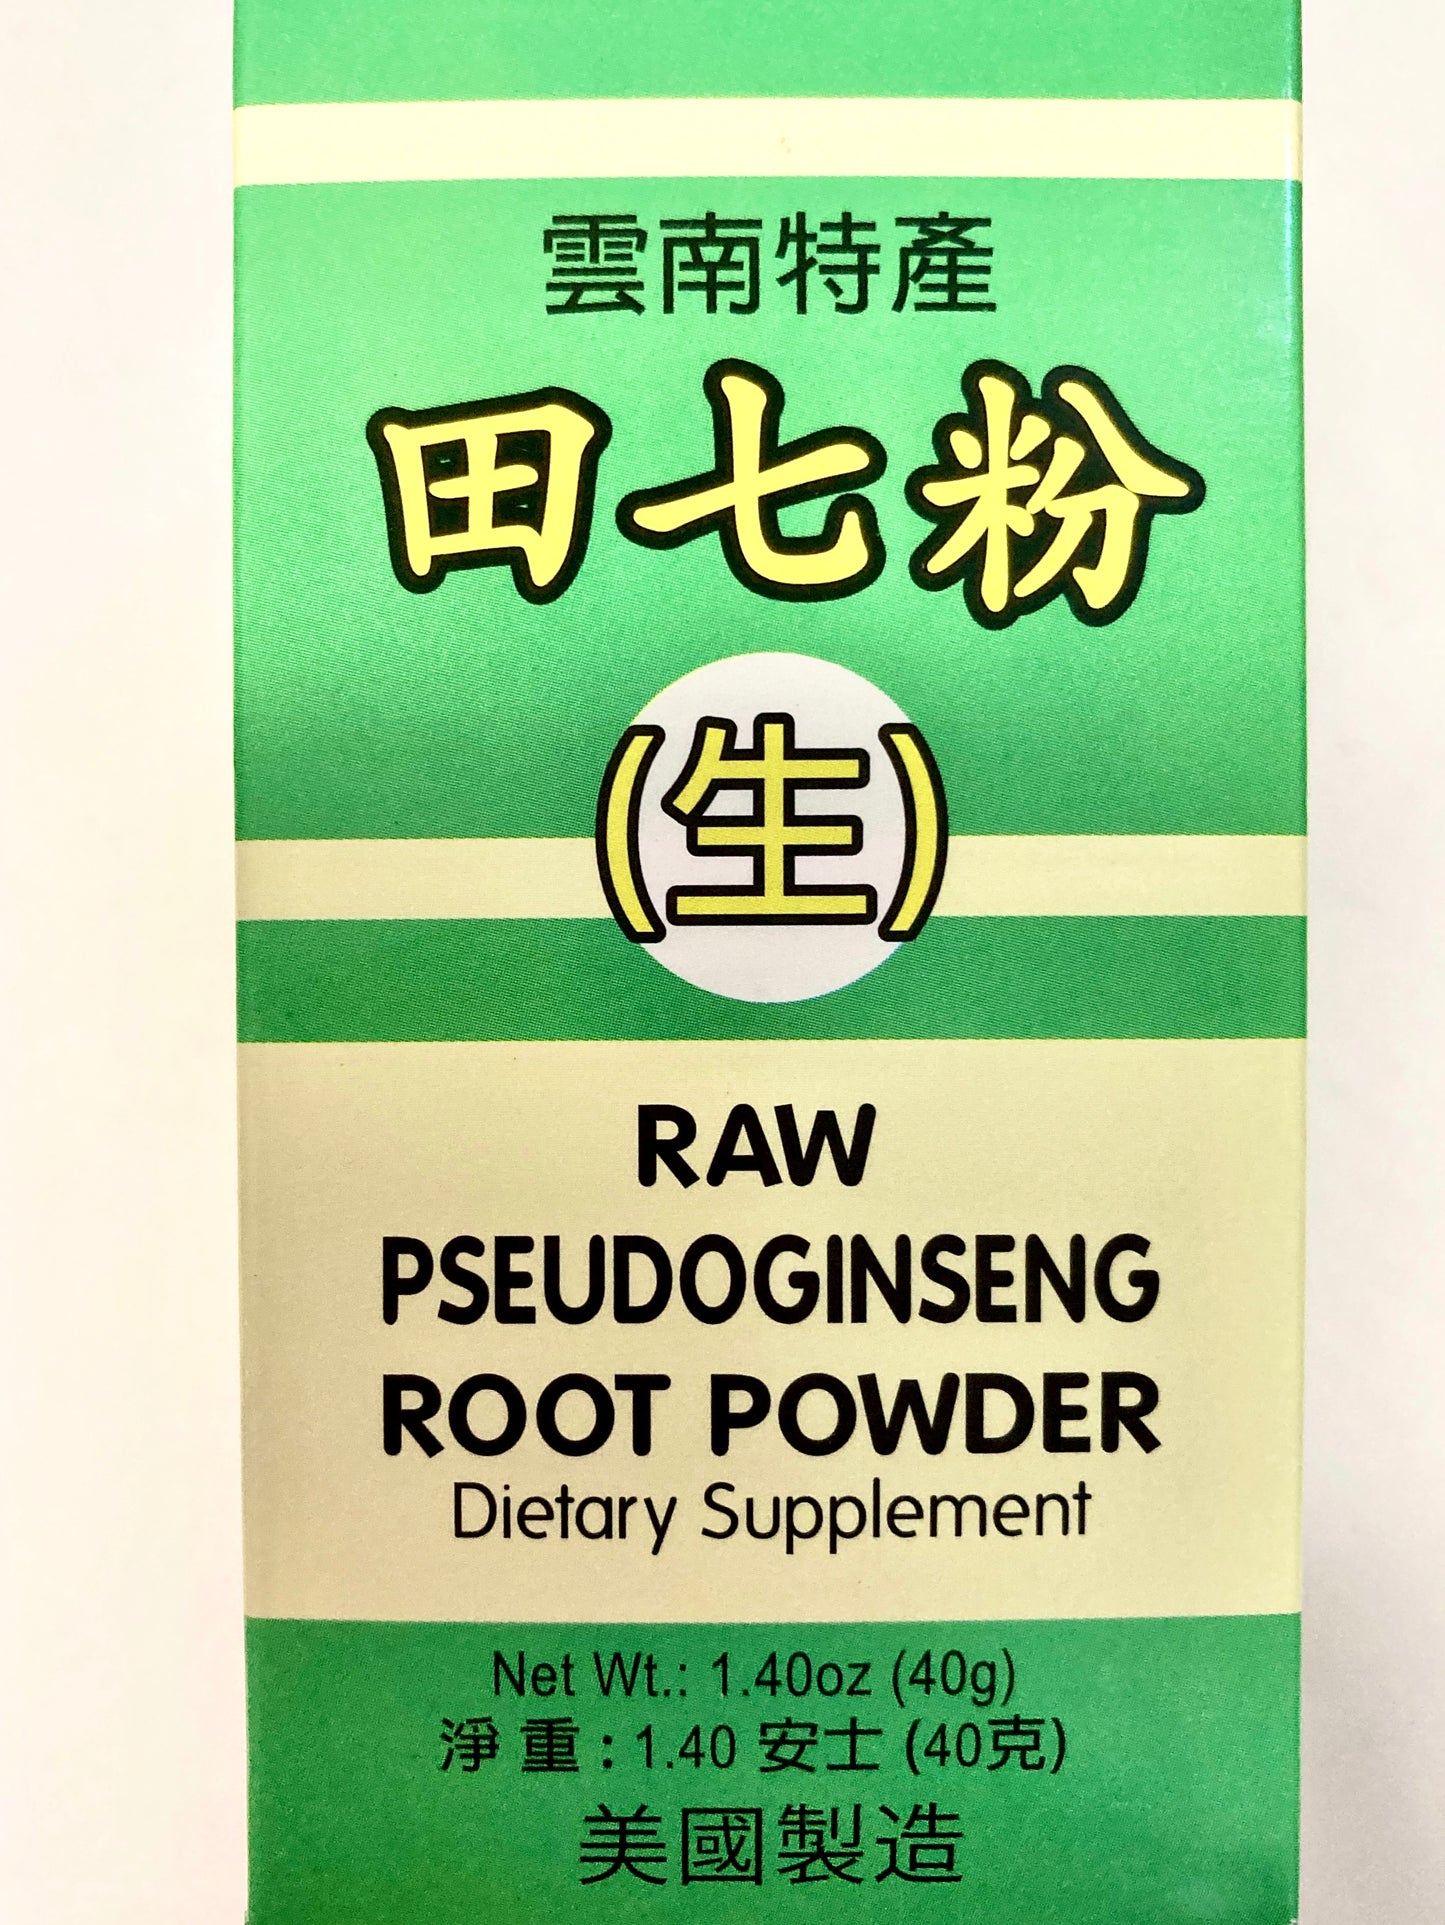 雲南特產
田七粉
(生)
RAW
PSEUDOGINSENG
ROOT POWDER
Dietary Supplement
Net Wt.: 1.40oz (40g)
淨 重 : 1.40 安士 (40克)
美國製造